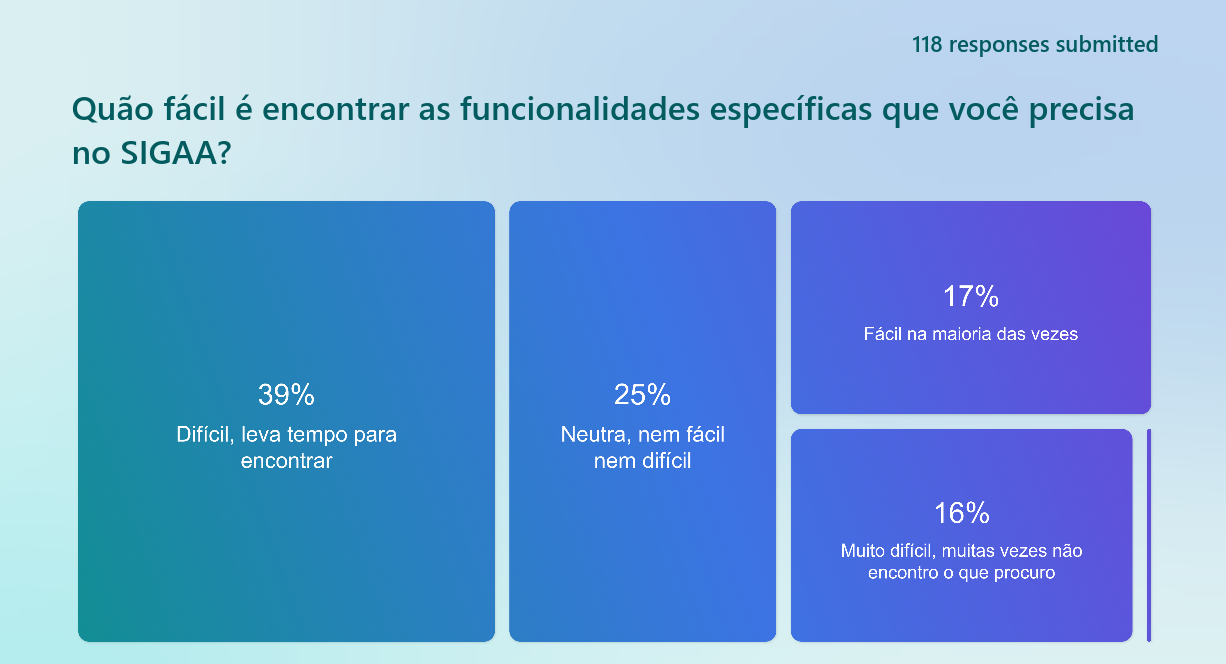 118 responses submitted
Quão fácil é encontrar as funcionalidades específicas que você precisa
no SIGAA?
39%
Difícil, leva tempo para
encontrar
25%
Neutra, nem fácil
nem difícil
17%
Fácil na maioria das vezes
16%
Muito difícil, muitas vezes não
encontro o que procuro